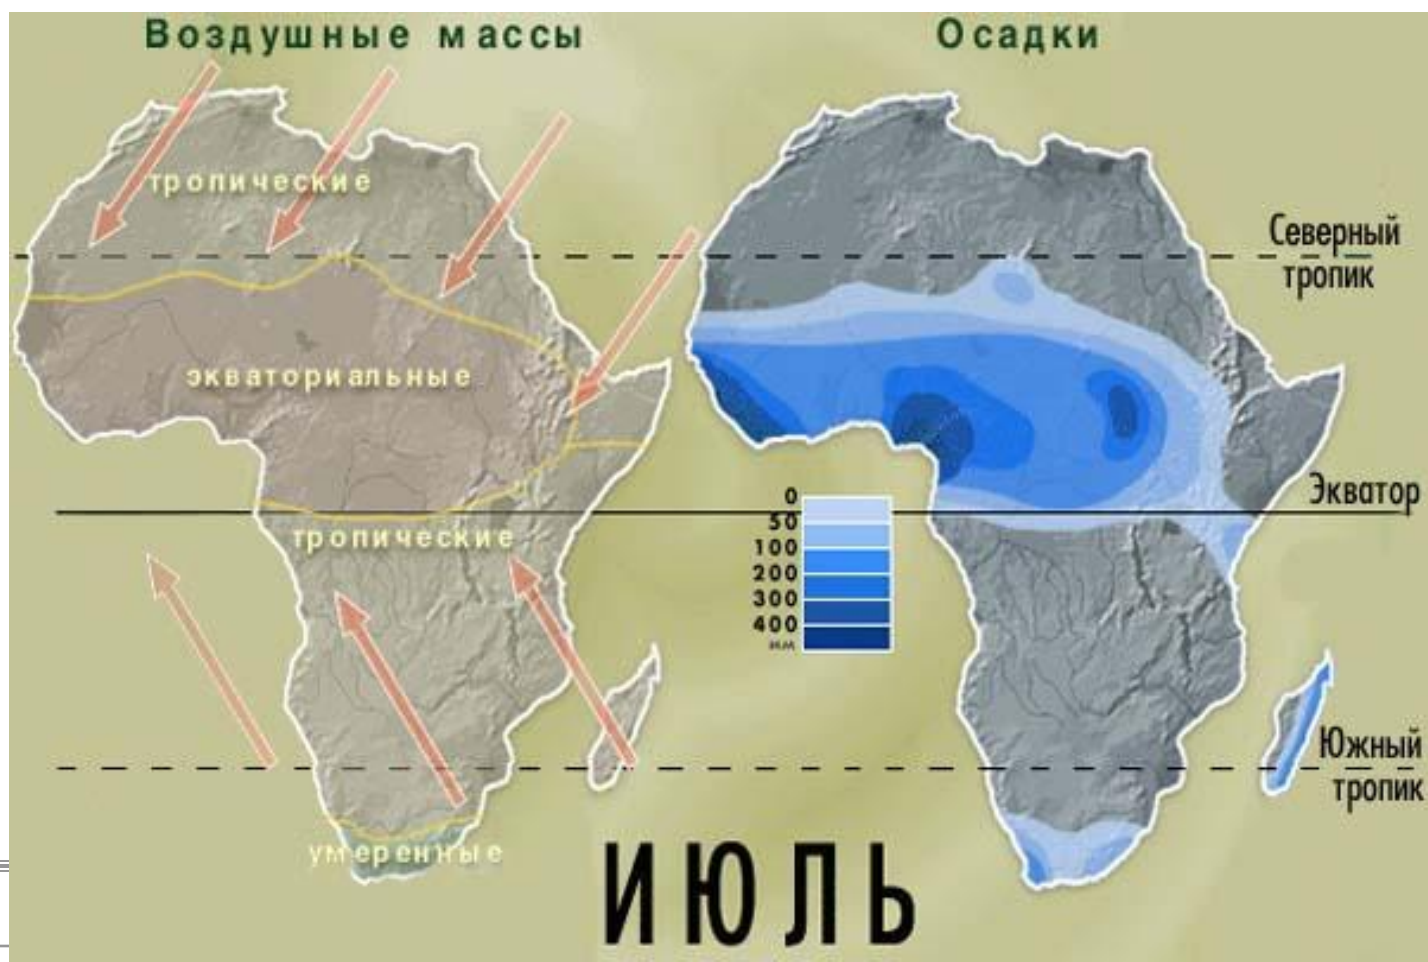 Воздушные массы
Осадки
тропические
Северный
тропик
экваториальные
Экватор
0
50
100
200
300
400
мм
тропические
Южный
тропик
умеренные
ИЮЛЬ